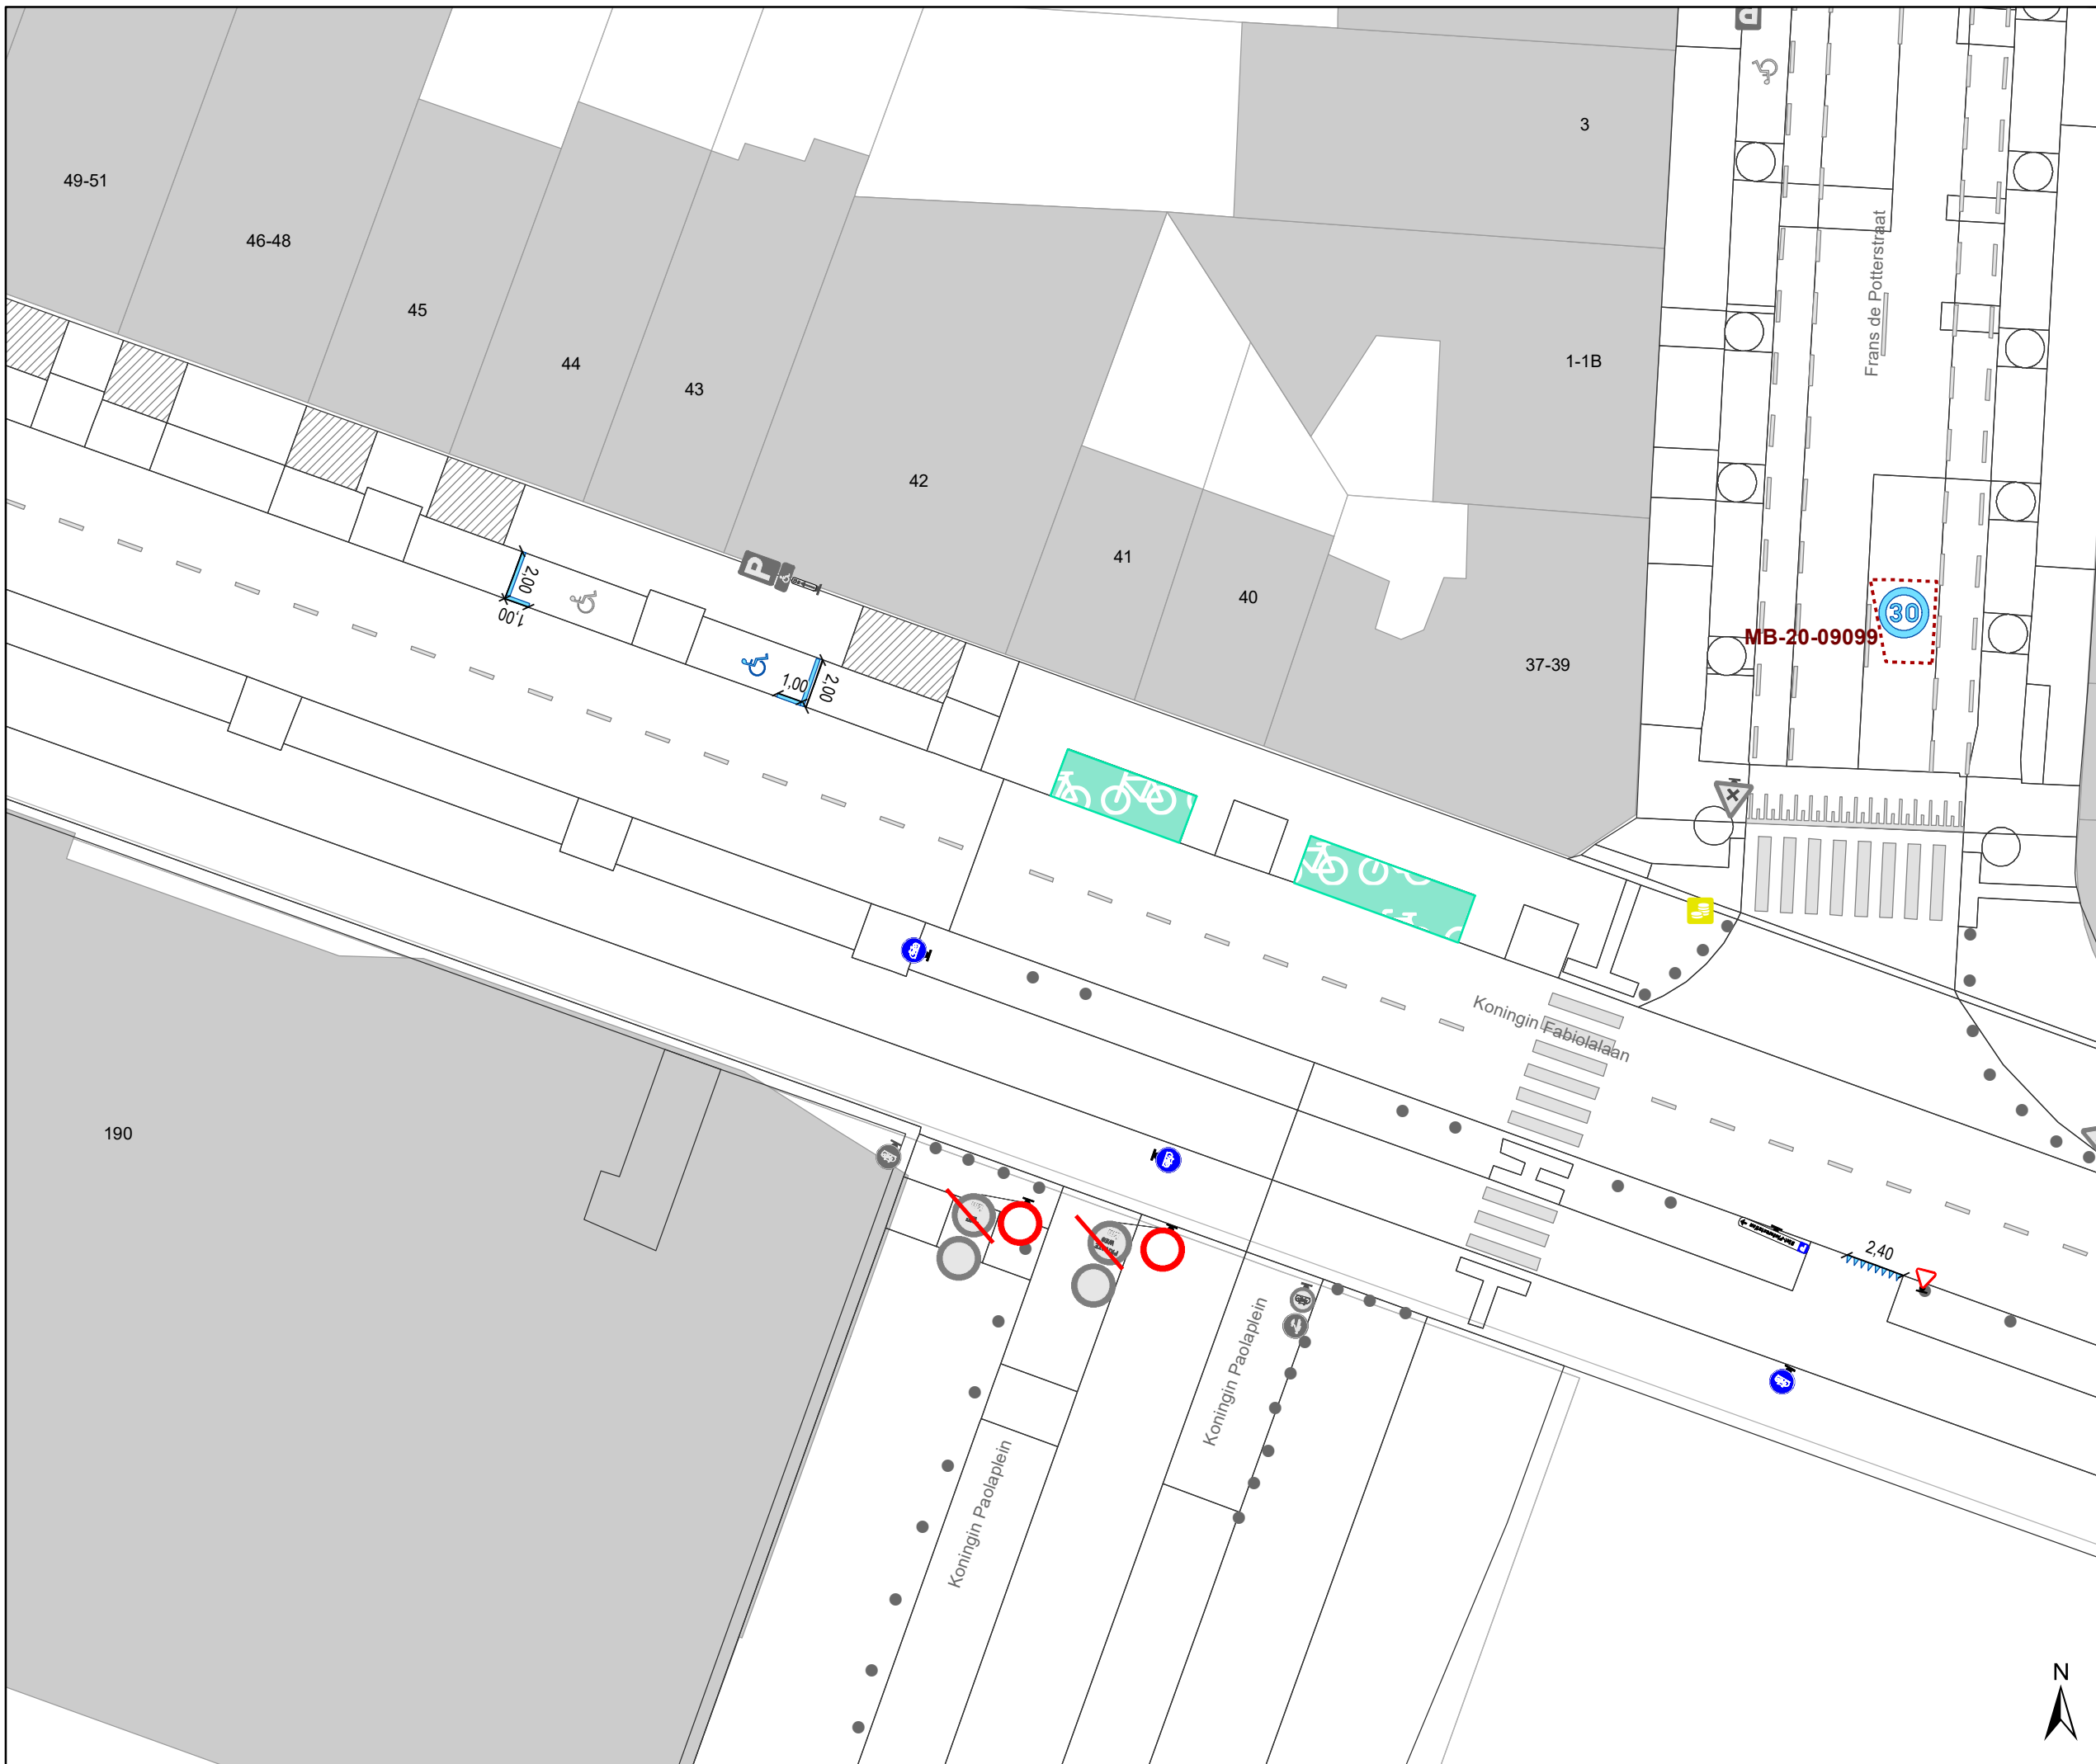 3
49-51
46-48
45
44
43
42
41
40
1-1B
37-39
Frans de Potterstraat
30
MB-20-09099
P
2,00
1,00
1,00
2,00
Koningin Fabiolalaan
190
2,40
P
Koningin Paolaplein
Koningin Paolaplein
N